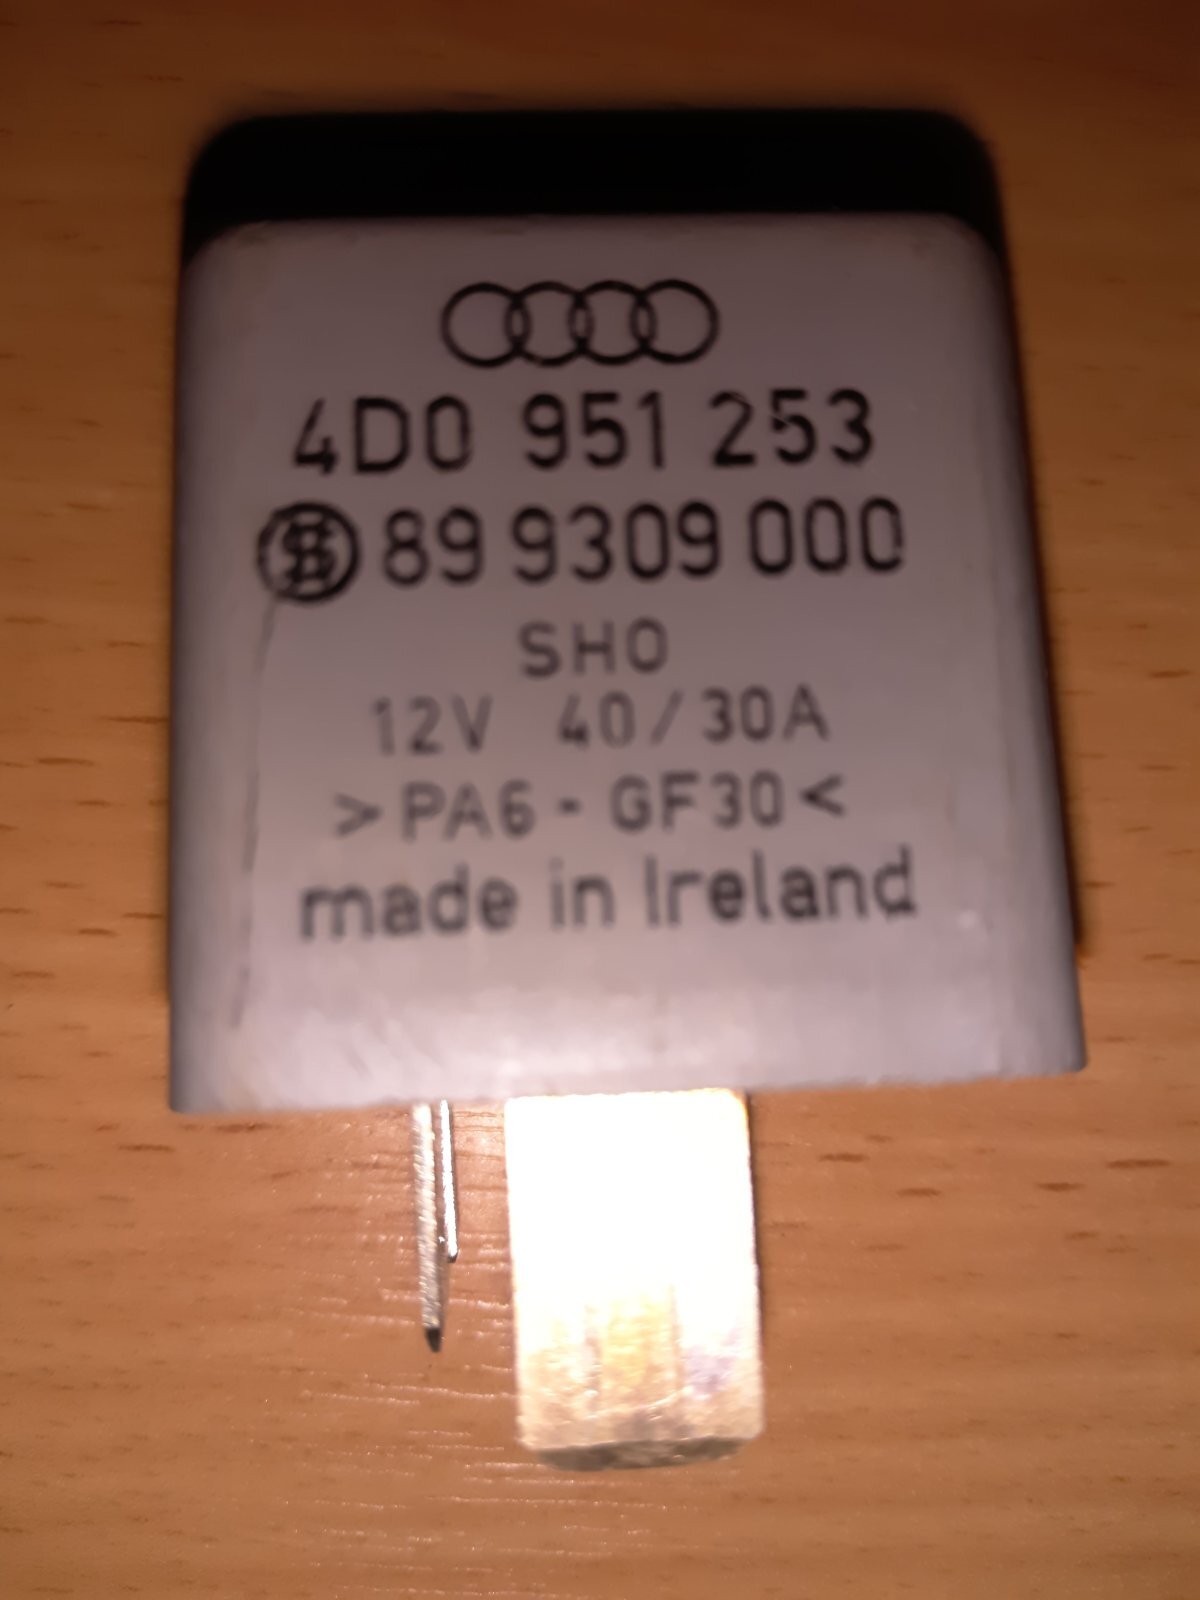 4D0 951 253
89 9309 000
SHO
12V 40/30A
>PA6-GF30<
made in Ireland